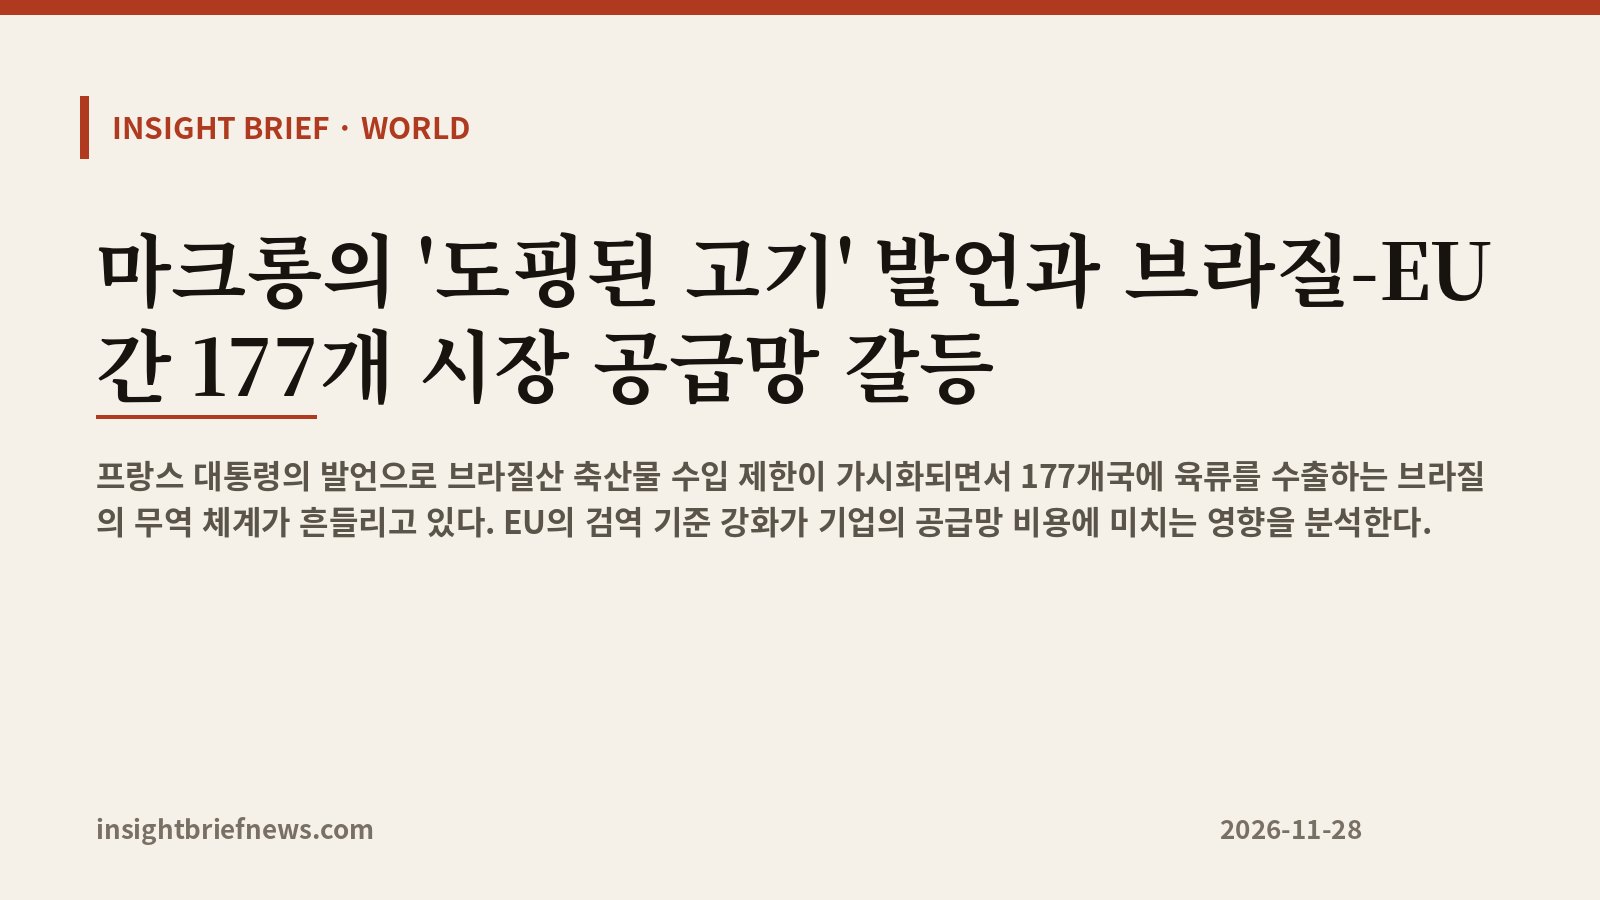 INSIGHT BRIEF · WORLD
마크롱의 '도핑된 고기' 발언과 브라질-EU
간 177개 시장 공급망 갈등
프랑스 대통령의 발언으로 브라질산 축산물 수입 제한이 가시화되면서 177개국에 육류를 수출하는 브라질
의 무역 체계가 흔들리고 있다. EU의 검역 기준 강화가 기업의 공급망 비용에 미치는 영향을 분석한다.
insightbriefnews.com
2026-11-28